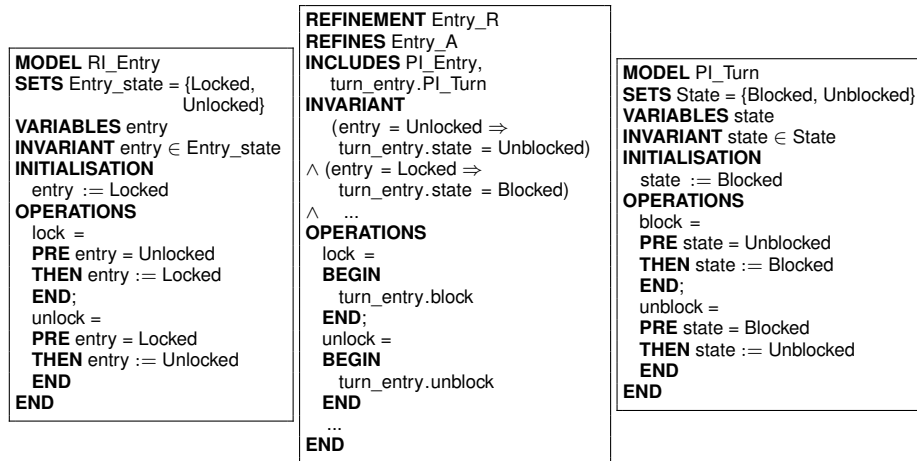 MODEL RI_Entry
SETS Entry_state = {Locked,
Unlocked}
VARIABLES entry
INVARIANT entry ∈ Entry_state
INITIALISATION
entry := Locked
OPERATIONS
lock =
PRE entry = Unlocked
THEN entry := Locked
END;
unlock =
PRE entry = Locked
THEN entry := Unlocked
END
END
REFINEMENT Entry_R
REFINES Entry_A
INCLUDES PI_Entry,
turn_entry.PI_Turn
INVARIANT
(entry = Unlocked ⇒
turn_entry.state = Unblocked)
∧ (entry = Locked ⇒
turn_entry.state = Blocked)
∧ ...
OPERATIONS
lock =
BEGIN
turn_entry.block
END;
unlock =
BEGIN
turn_entry.unblock
END
...
END
MODEL PI_Turn
SETS State = {Blocked, Unblocked}
VARIABLES state
INVARIANT state ∈ State
INITIALISATION
state := Blocked
OPERATIONS
block =
PRE state = Unblocked
THEN state := Blocked
END;
unblock =
PRE state = Blocked
THEN state := Unblocked
END
END